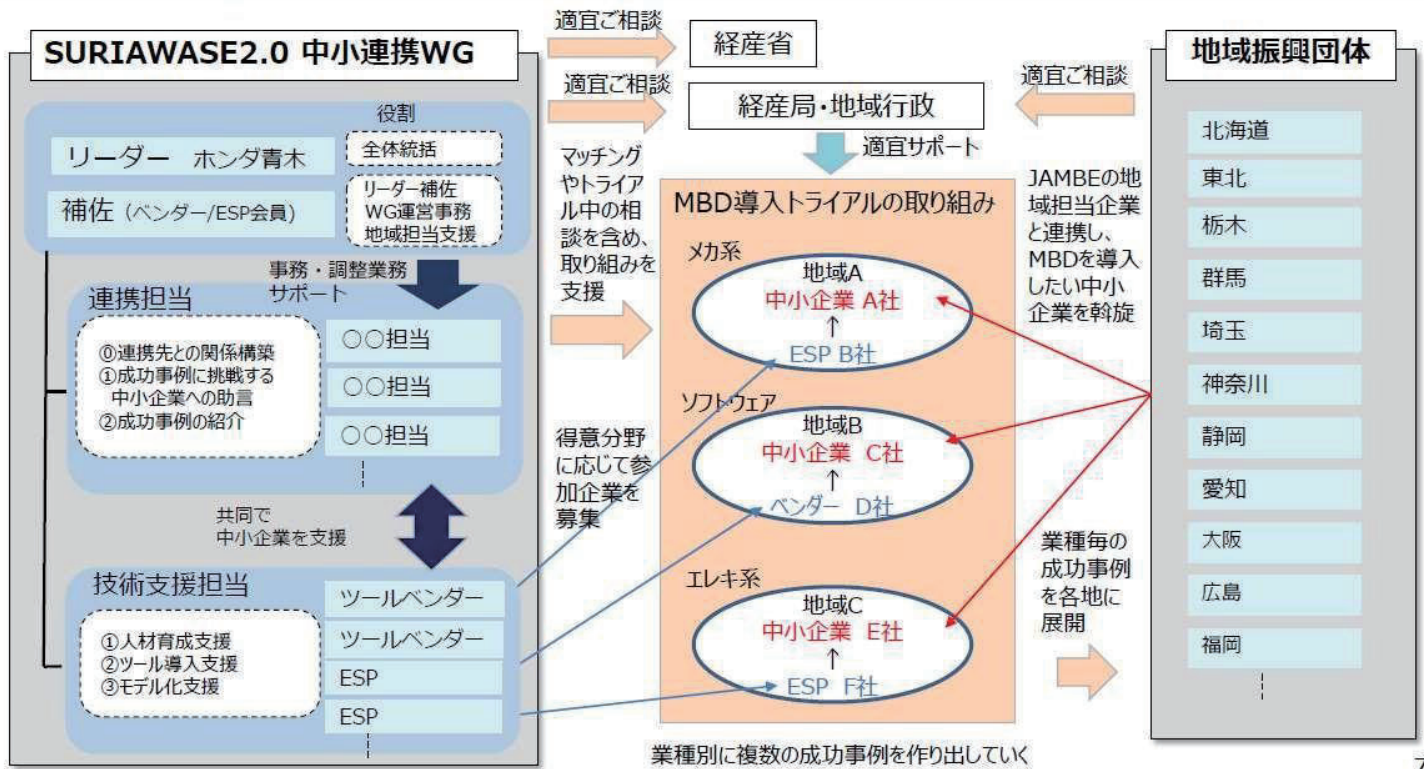 SURIAWASE2.0 中小連携WG
役割
リーダー ホンダ青木
全体統括
補佐（ベンダー/ESP会員）
リーダー補佐
WG運営事務
地域担当支援
事務・調整業務
サポート
連携担当
⓪連携先との関係構築
①成功事例に挑戦する
中小企業への助言
②成功事例の紹介
○○担当
○○担当
○○担当
共同で
中小企業を支援
技術支援担当
①人材育成支援
②ツール導入支援
③モデル化支援
ツールベンダー
ツールベンダー
ESP
ESP
適宜ご相談
経産省
適宜ご相談
経産局・地域行政
適宜ご相談
適宜サポート
マッチング
やトライア
ル中の相
談を含め、
取り組みを
支援
得意分野
に応じて参
加企業を
募集
MBD導入トライアルの取り組み
メカ系
地域A
中小企業 A社
↑
ESP B社
ソフトウェア
地域B
中小企業 C社
↑
ベンダー D社
エレキ系
地域C
中小企業 E社
↑
ESP F社
業種別に複数の成功事例を作り出していく
JAMBEの地
域担当企業
と連携し、
MBDを導入
したい中小
企業を斡旋
業種毎の
成功事例
を各地に
展開
地域振興団体
北海道
東北
栃木
群馬
埼玉
神奈川
静岡
愛知
大阪
広島
福岡